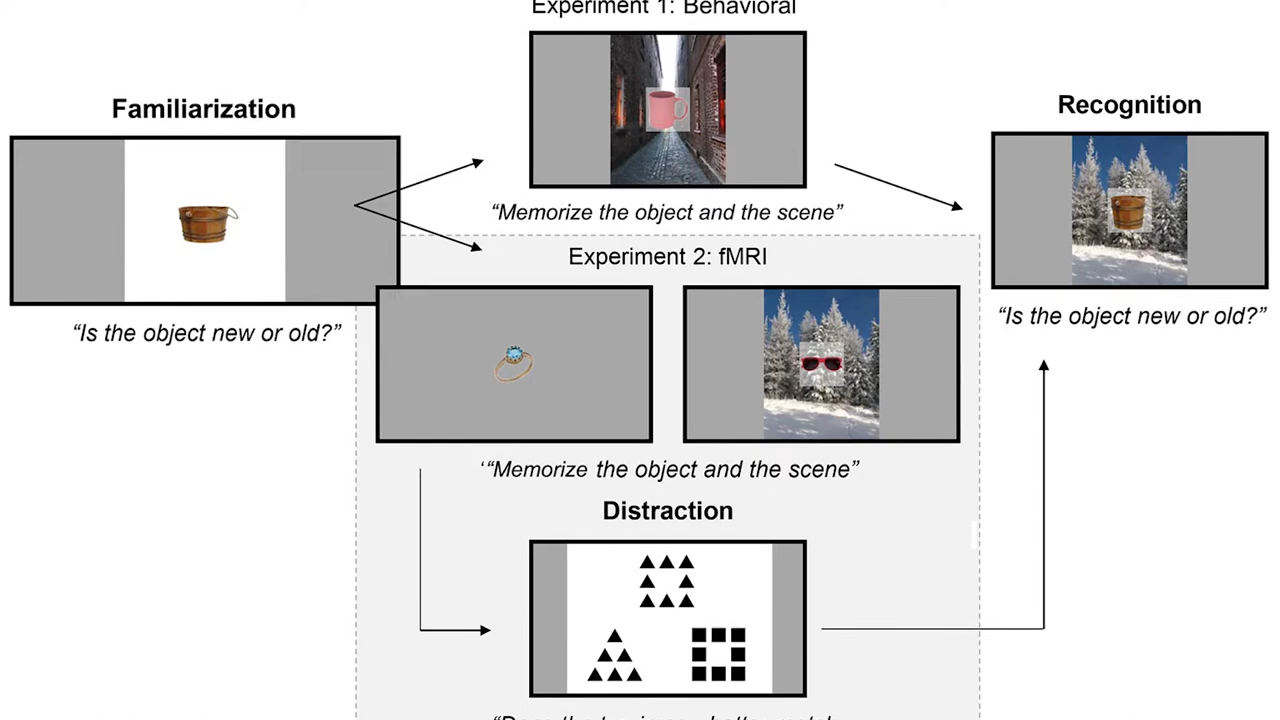 Experiment 1: Behavioral
Familiarization
Recognition
“Memorize the object and the scene”
Experiment 2: fMRI
“Is the object new or old?”
“Is the object new or old?”
‘“Memorize the object and the scene”
Distraction